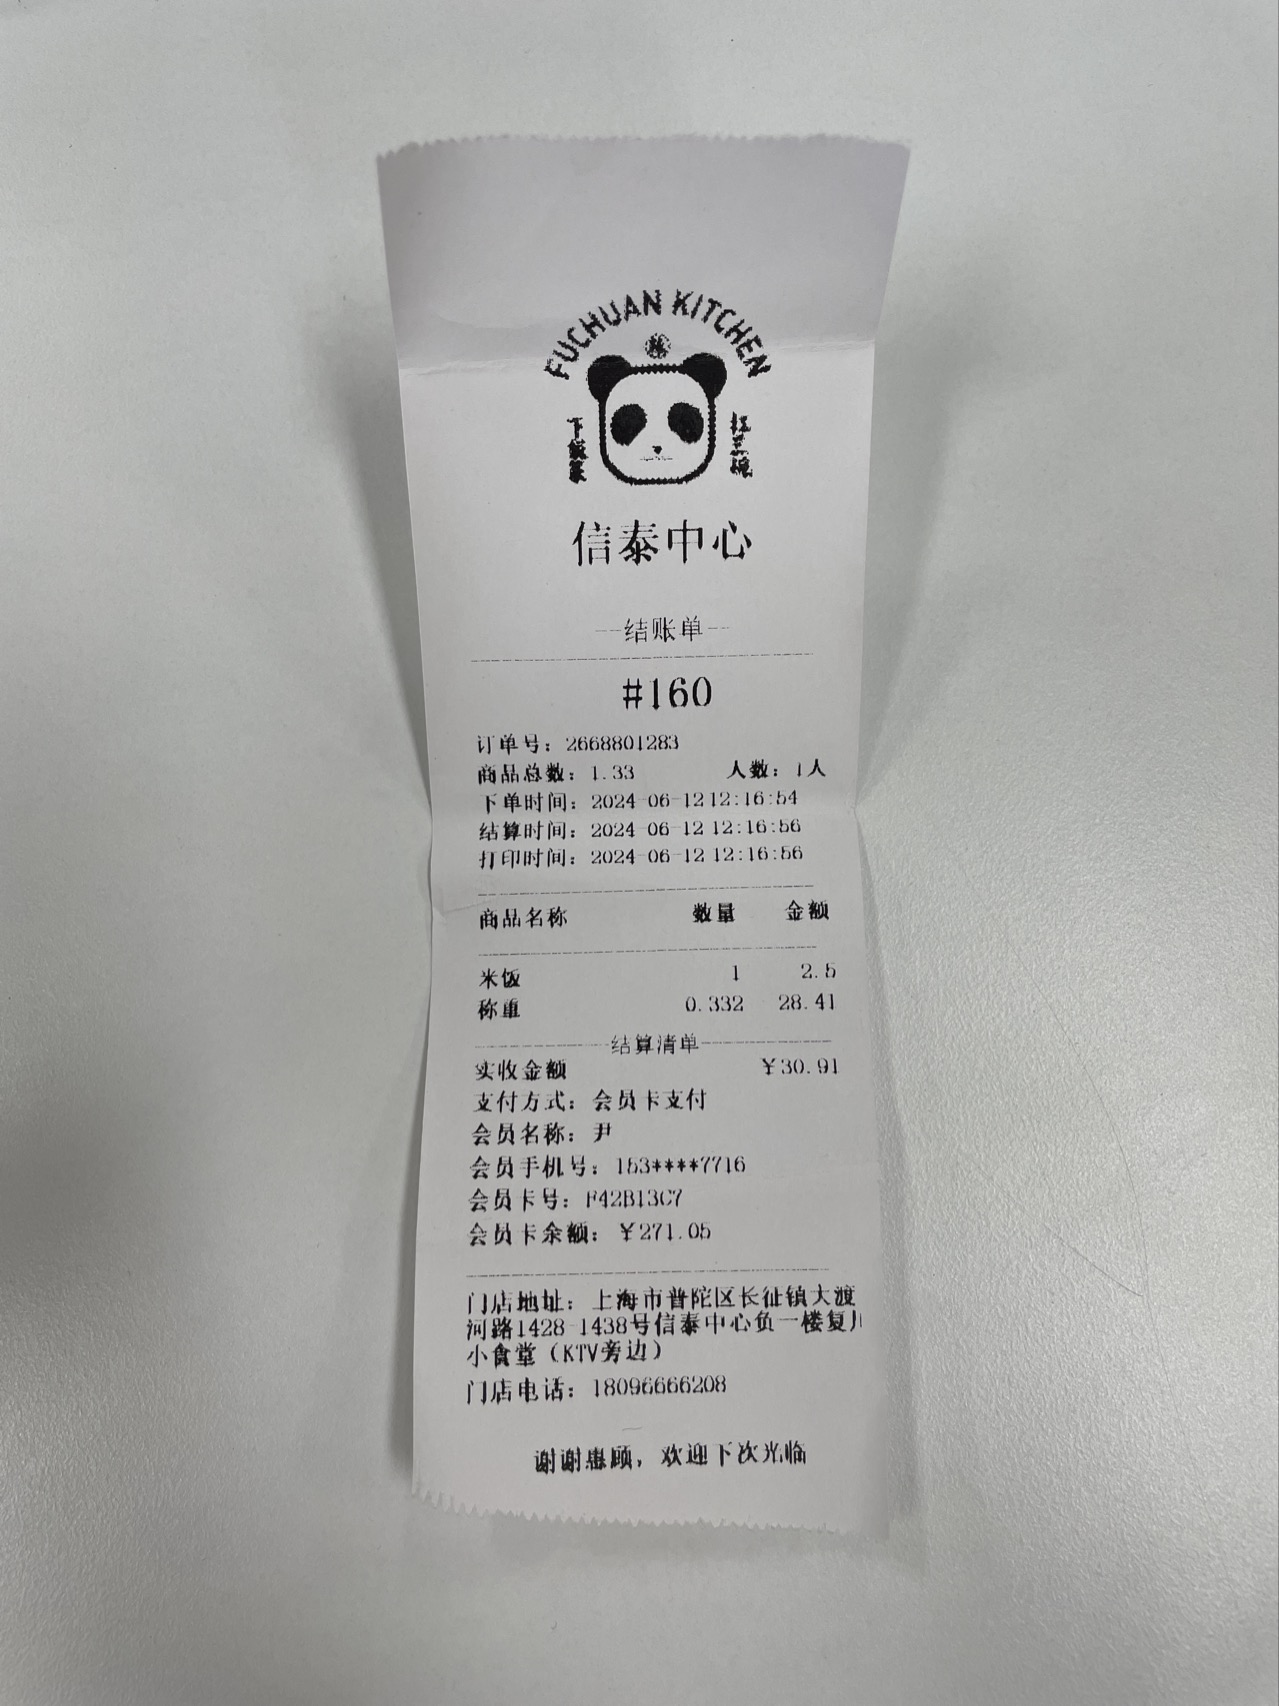 FUCHUAN KITCHEN
下饭菜
信泰中心
结账单
#160
订单号：2668801283
商品总数：1.33 人数：1人
下单时间：2024-06-12 12:16:54
结算时间：2024-06-12 12:16:56
打印时间：2024-06-12 12:16:56
商品名称 数量 金额
米饭 1 2.5
称重 0.332 28.41
结算清单
实收金额 ¥30.91
支付方式：会员卡支付
会员名称：尹
会员手机号：153****7716
会员卡号：F42B13C7
会员卡余额：¥271.05
门店地址：上海市普陀区长征镇大渡
河路1428-1438号信泰中心负一楼复川
小食堂（KTV旁边）
门店电话：18096666208
谢谢惠顾，欢迎下次光临